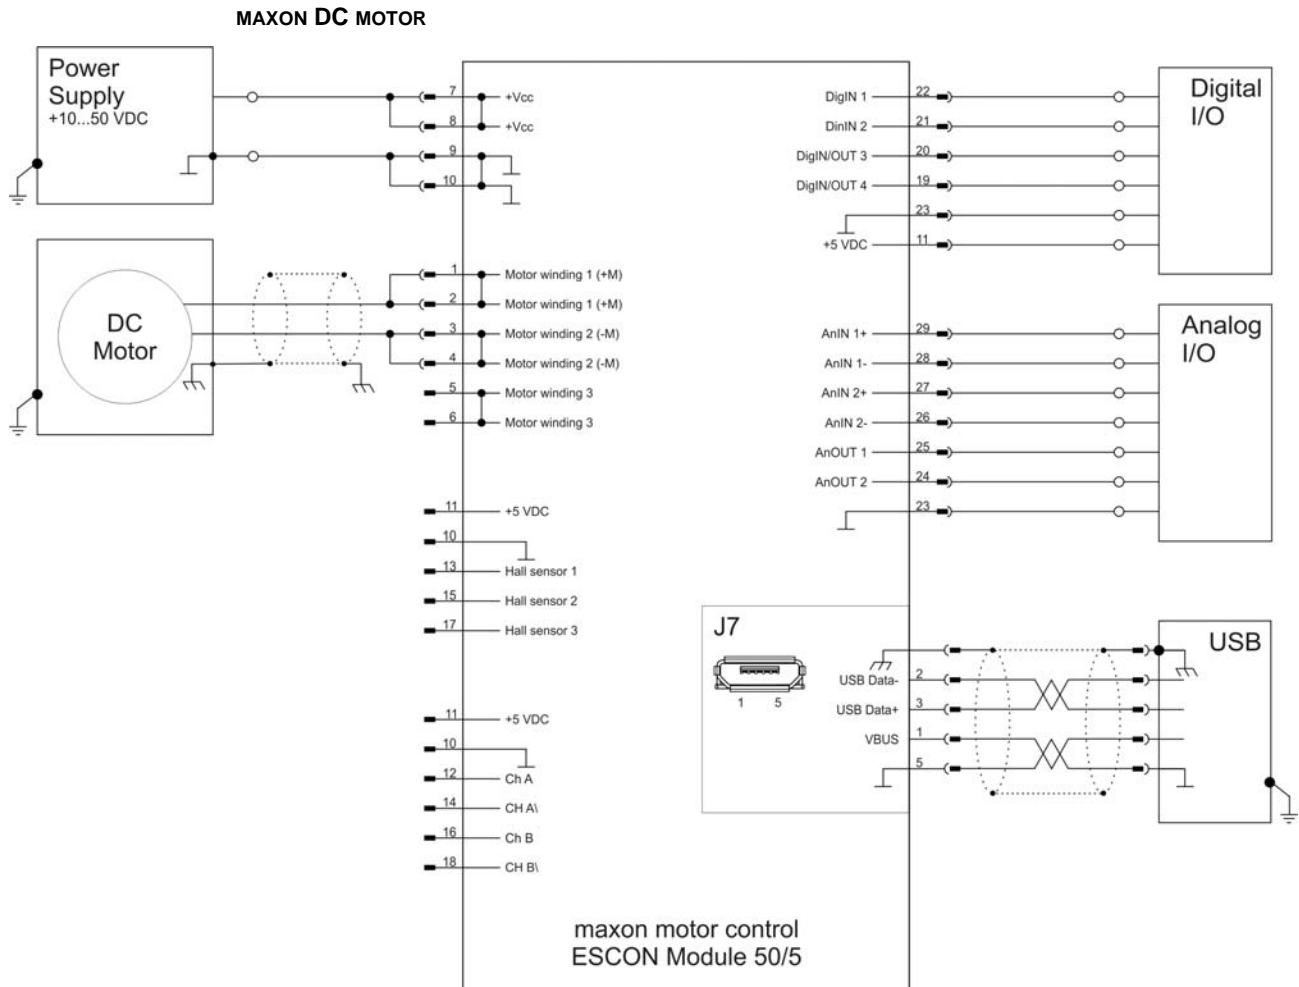 MAXON DC MOTOR
Power
Supply
+10...50 VDC
7 +Vcc
8 +Vcc
9
10
DC
Motor
1 Motor winding 1 (+M)
2 Motor winding 1 (+M)
3 Motor winding 2 (-M)
4 Motor winding 2 (-M)
5 Motor winding 3
6 Motor winding 3
11 +5 VDC
10
13 Hall sensor 1
15 Hall sensor 2
17 Hall sensor 3
11 +5 VDC
10
12 Ch A
14 CH A\
16 Ch B
18 CH B\
DigIN 1 22
DinIN 2 21
DigIN/OUT 3 20
DigIN/OUT 4 19
23
+5 VDC 11
Digital
I/O
AnIN 1+ 29
AnIN 1- 28
AnIN 2+ 27
AnIN 2- 26
AnOUT 1 25
AnOUT 2 24
23
Analog
I/O
J7
1 5
USB Data- 2
USB Data+ 3
VBUS 1
5
USB
maxon motor control
ESCON Module 50/5